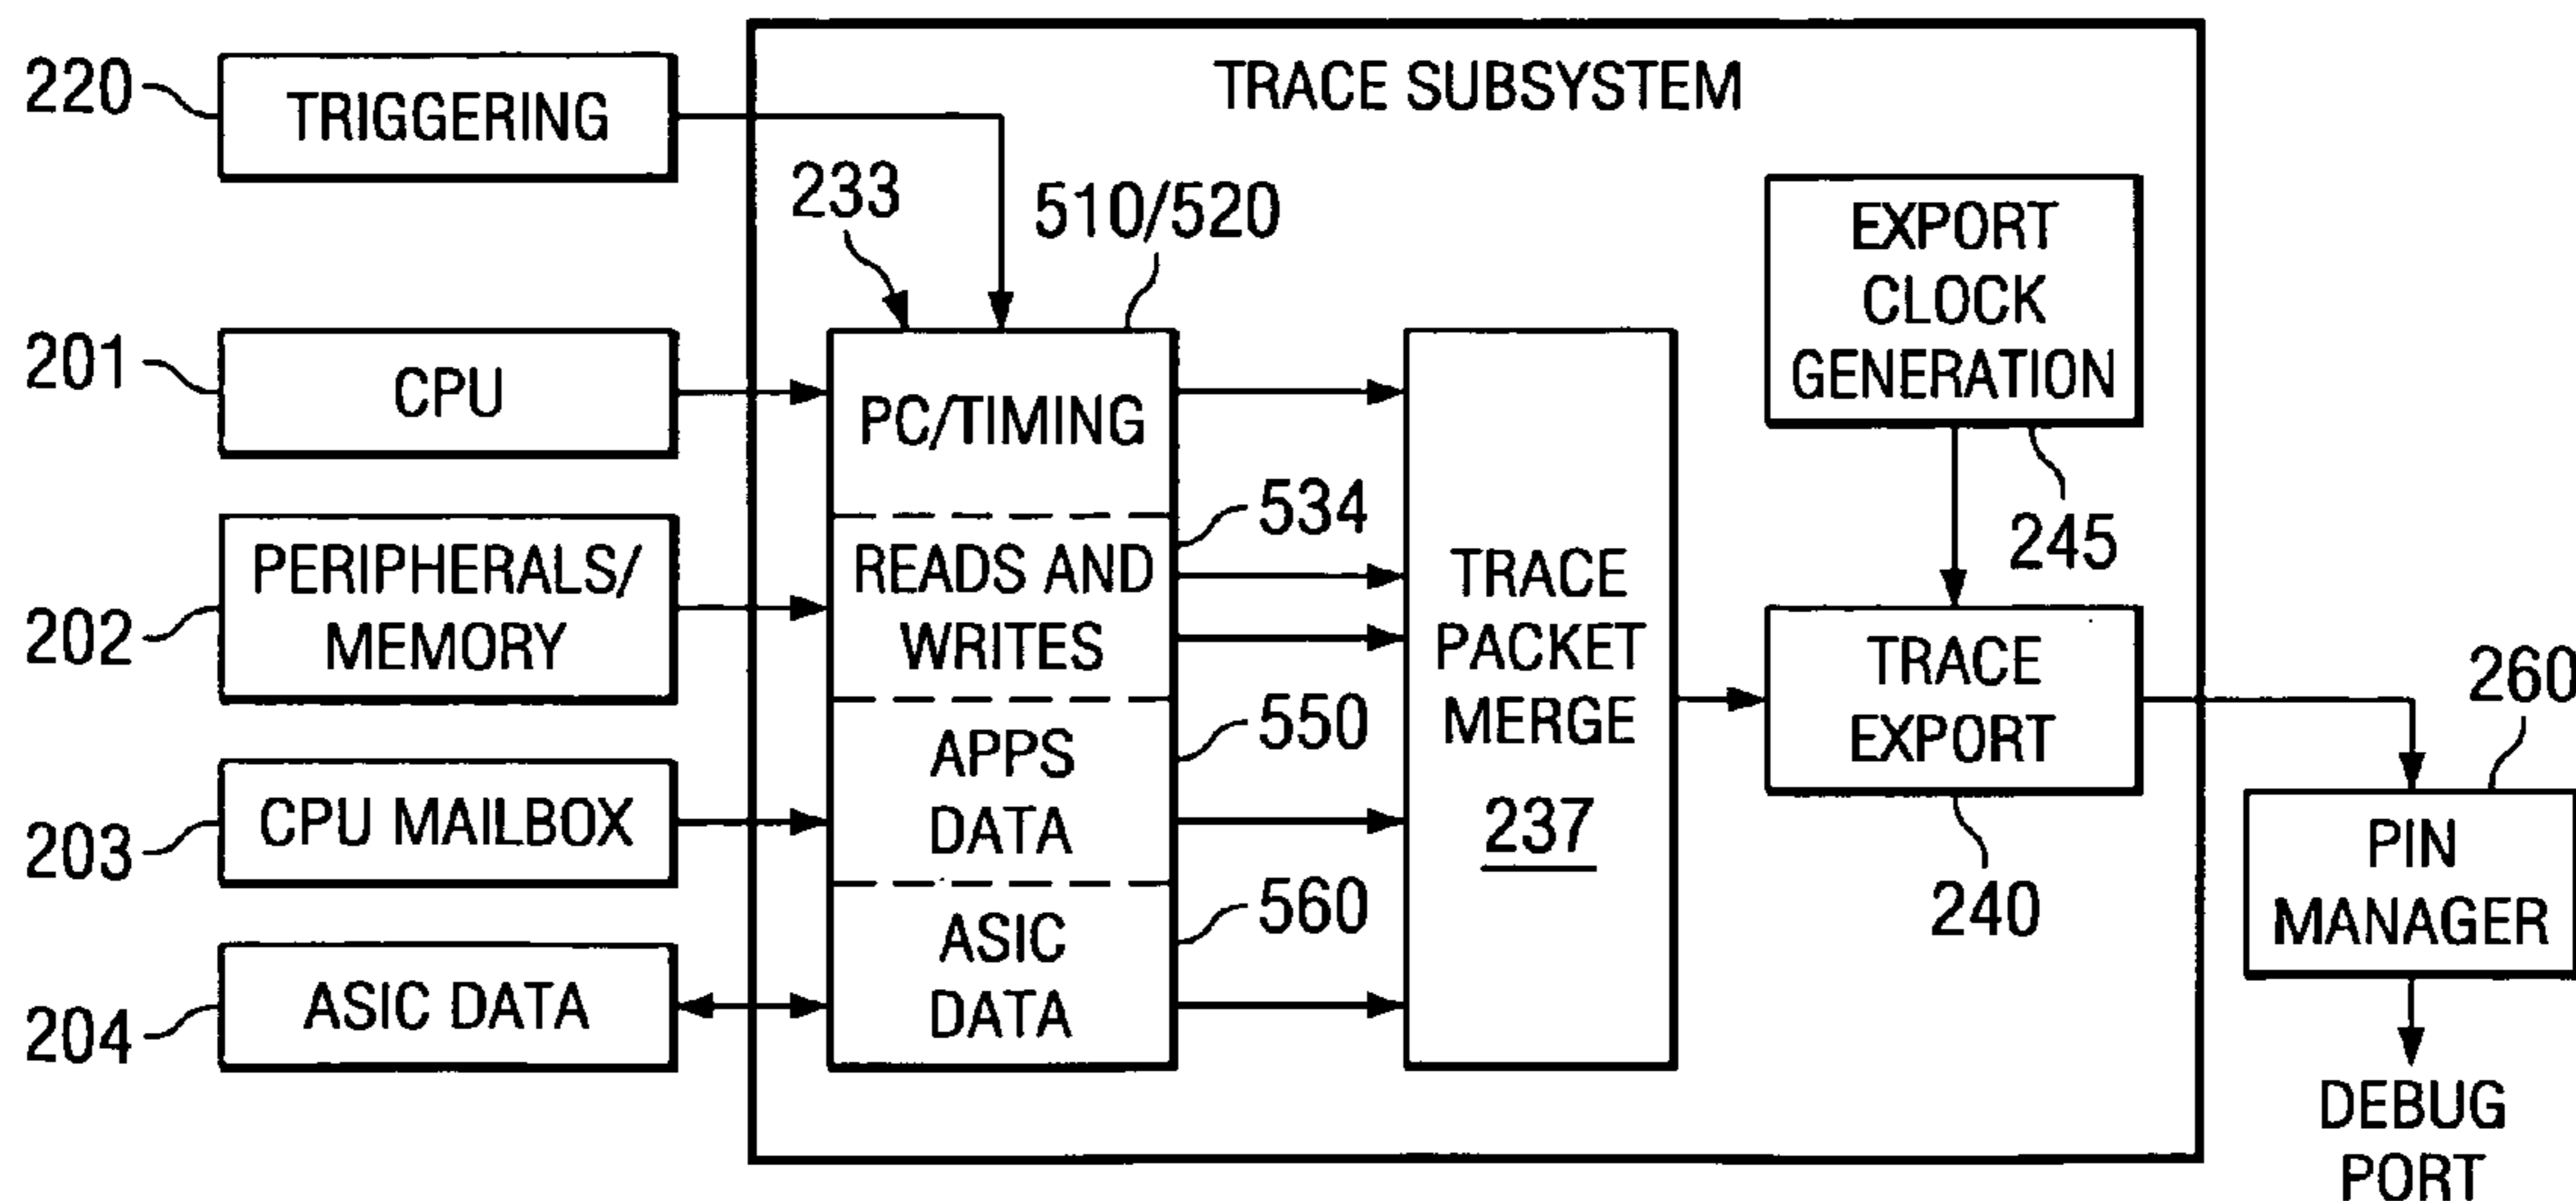 TRACE SUBSYSTEM
220
TRIGGERING
233
510/520
201
CPU
PC/TIMING
EXPORT
CLOCK
GENERATION
245
202
PERIPHERALS/
MEMORY
534
READS AND
WRITES
TRACE
PACKET
MERGE
237
TRACE
EXPORT
240
203
CPU MAILBOX
550
APPS
DATA
204
ASIC DATA
560
ASIC
DATA
260
PIN
MANAGER
DEBUG
PORT